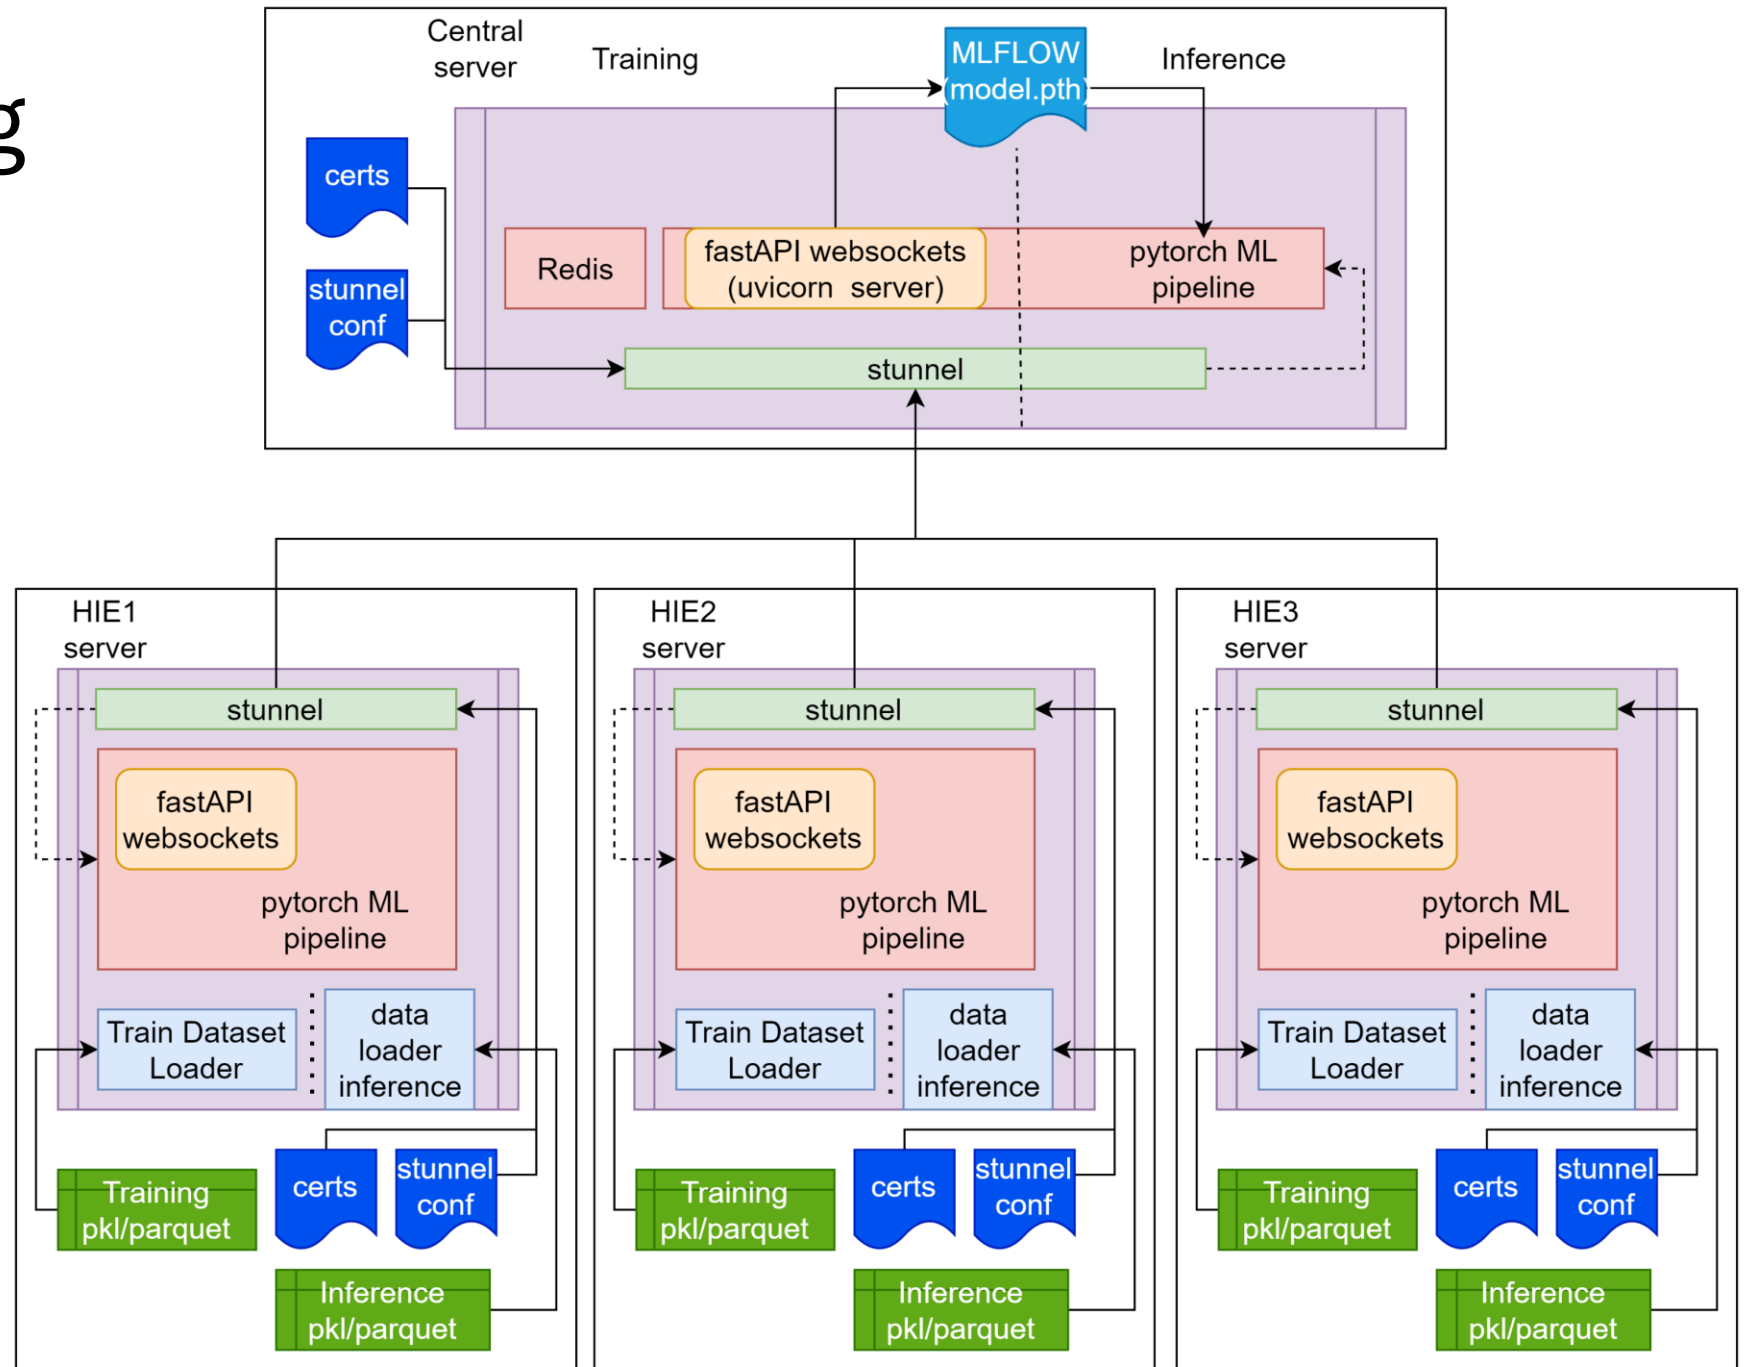 g
Central
server
Training
MLFLOW
(model.pth)
Inference
certs
stunnel
conf
Redis
fastAPI websockets
(uvicorn server)
pytorch ML
pipeline
stunnel
HIE1
server
stunnel
fastAPI
websockets
pytorch ML
pipeline
Train Dataset
Loader
data
loader
inference
Training
pkl/parquet
certs
stunnel
conf
Inference
pkl/parquet
HIE2
server
stunnel
fastAPI
websockets
pytorch ML
pipeline
Train Dataset
Loader
data
loader
inference
Training
pkl/parquet
certs
stunnel
conf
Inference
pkl/parquet
HIE3
server
stunnel
fastAPI
websockets
pytorch ML
pipeline
Train Dataset
Loader
data
loader
inference
Training
pkl/parquet
certs
stunnel
conf
Inference
pkl/parquet